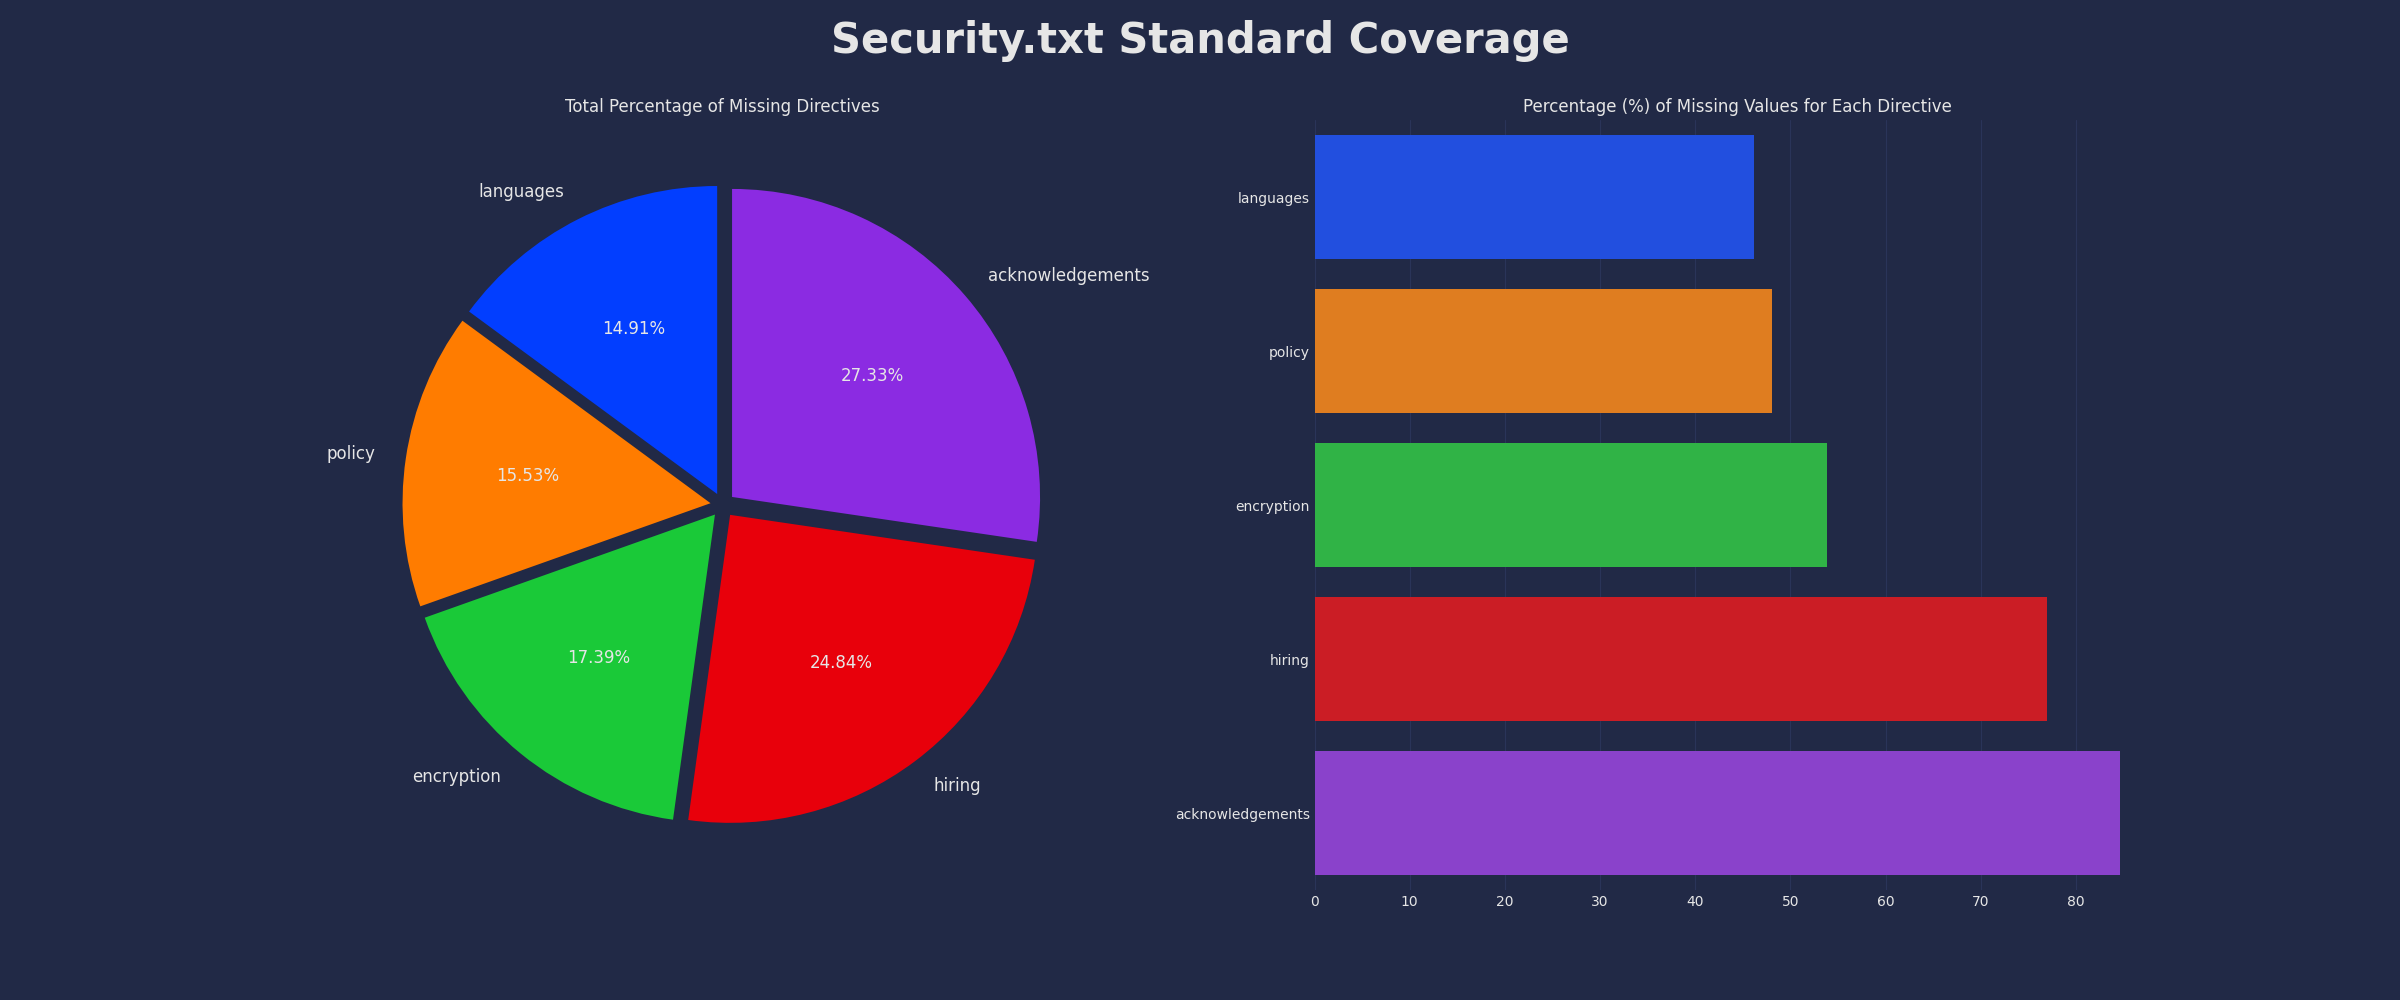 Security.txt Standard Coverage
Total Percentage of Missing Directives
languages
acknowledgements
14.91%
27.33%
policy
15.53%
17.39%
24.84%
encryption
hiring
Percentage (%) of Missing Values for Each Directive
languages
policy
encryption
hiring
acknowledgements
0 10 20 30 40 50 60 70 80